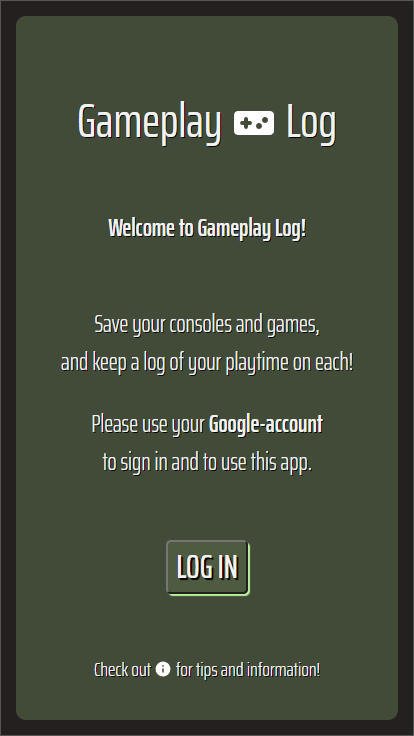 Gameplay Log
Welcome to Gameplay Log!
Save your consoles and games,
and keep a log of your playtime on each!
Please use your Google-account
to sign in and to use this app.
LOG IN
Check out i for tips and information!